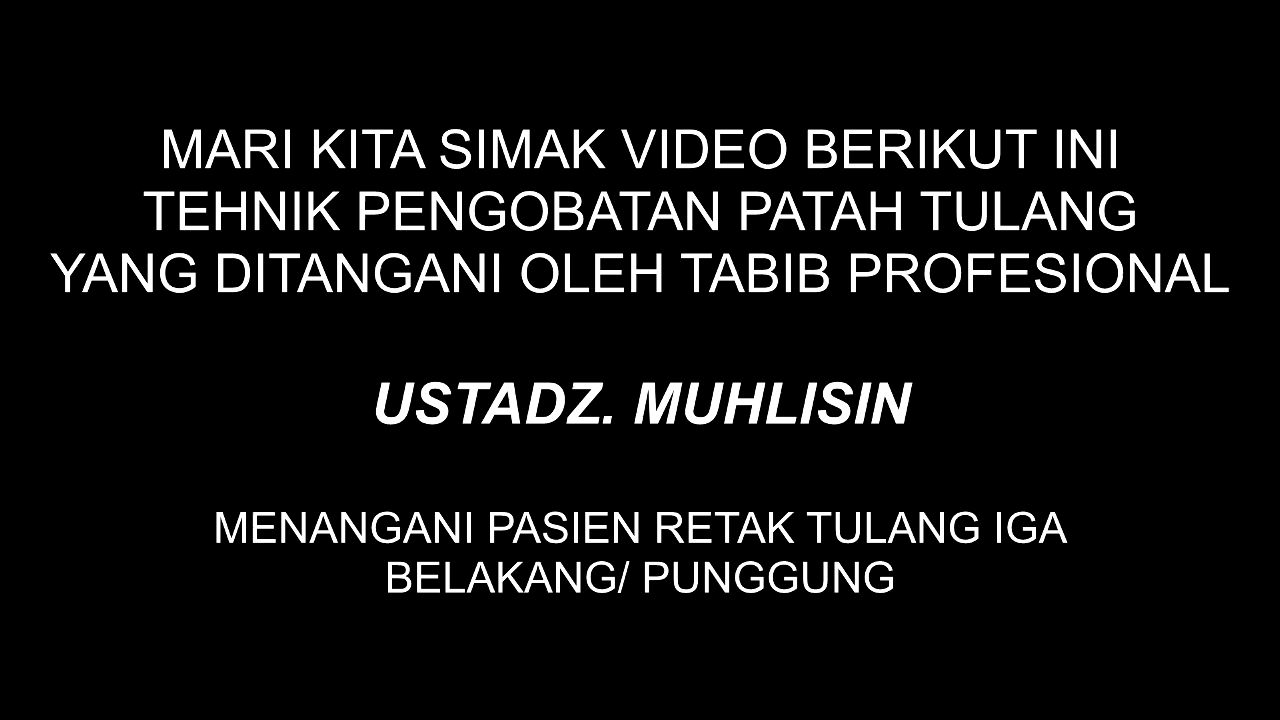 MARI KITA SIMAK VIDEO BERIKUT INI
TEHNIK PENGOBATAN PATAH TULANG
YANG DITANGANI OLEH TABIB PROFESIONAL
USTADZ. MUHLISIN
MENANGANI PASIEN RETAK TULANG IGA
BELAKANG/ PUNGGUNG